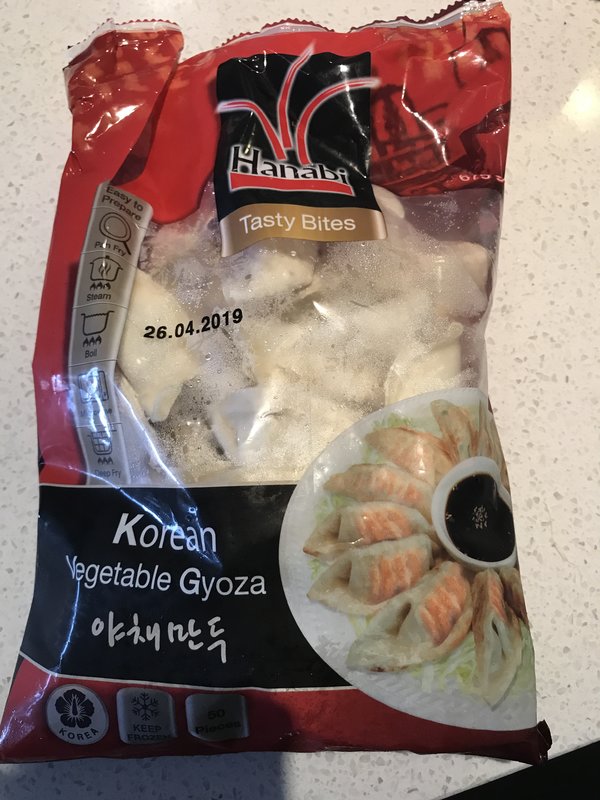 Hanabi
Tasty Bites
Easy to
Prepare
Pan Fry
Steam
Boil
Deep Fry
26.04.2019
Korean
Vegetable Gyoza
야채만두
KOREA
KEEP
FROZEN
50
Pieces